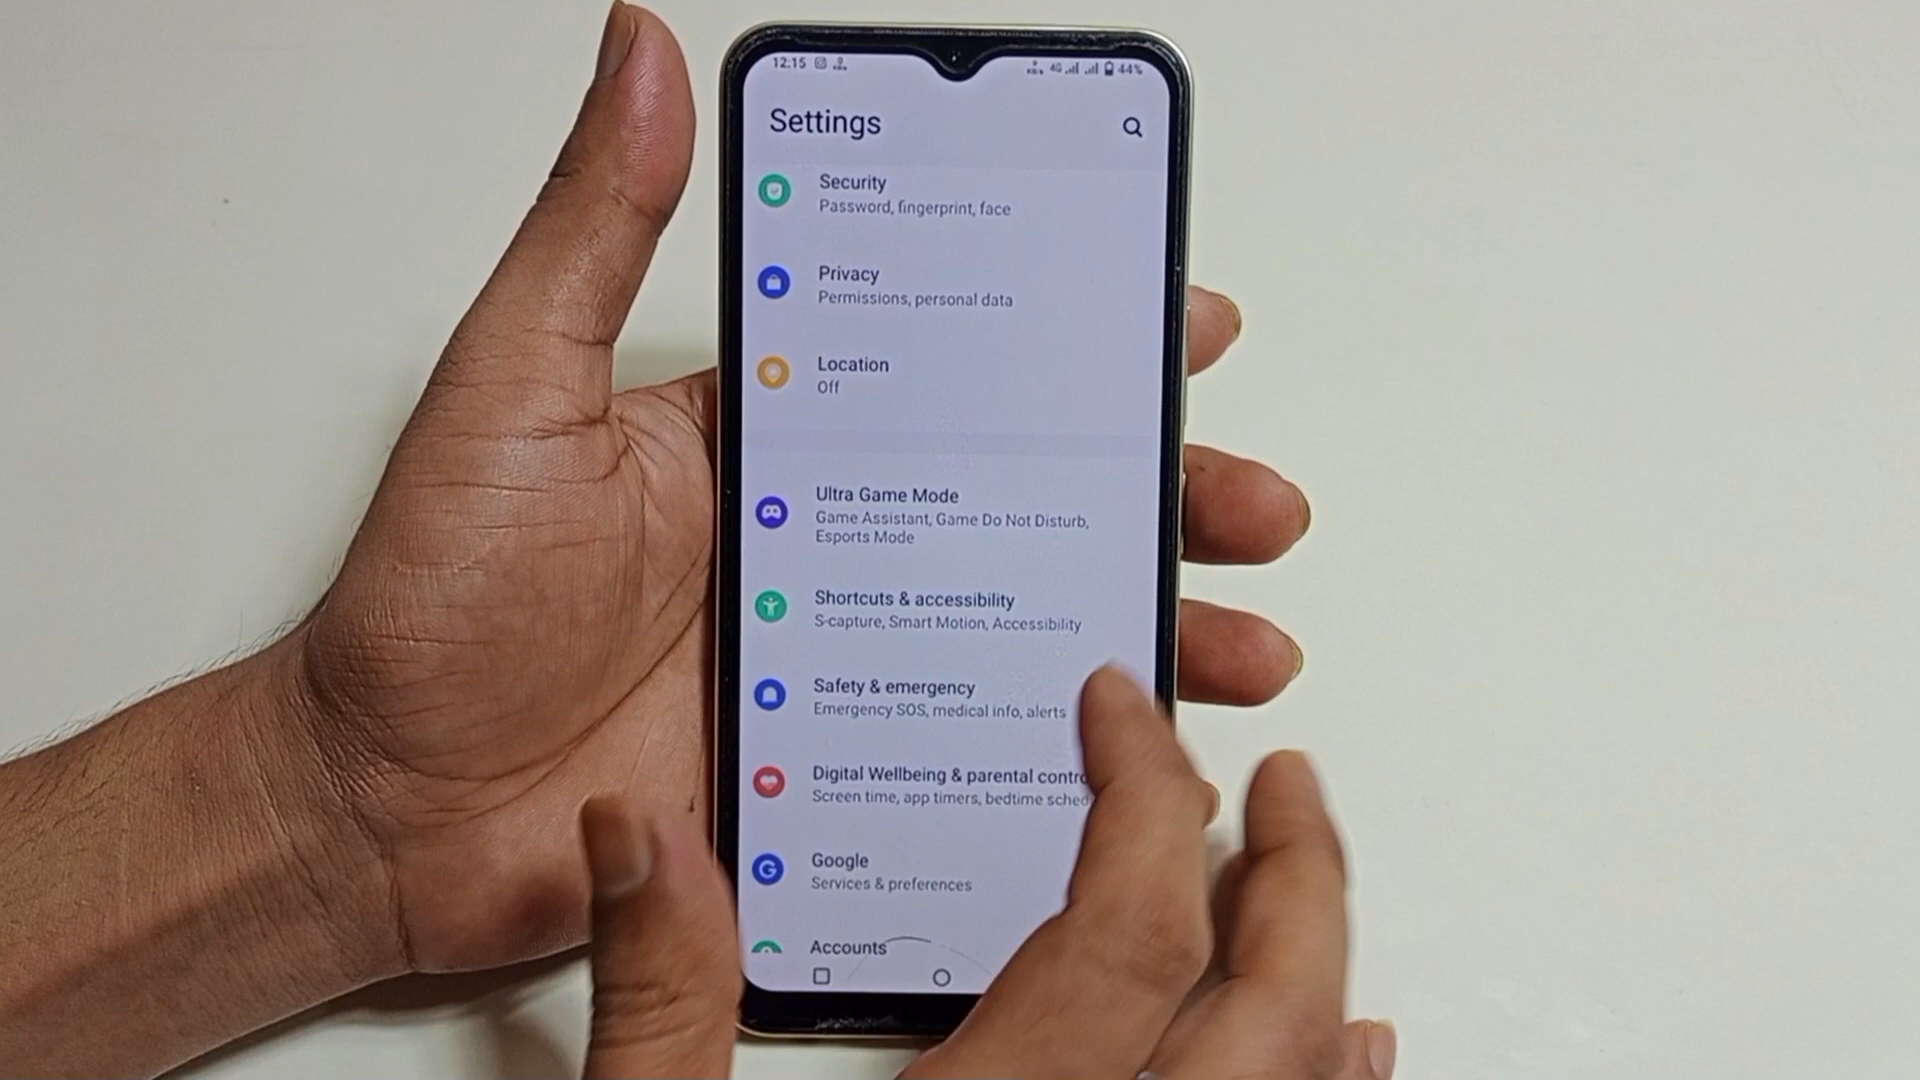 12:15
4G 44%
Settings
Security
Password, fingerprint, face
Privacy
Permissions, personal data
Location
Off
Ultra Game Mode
Game Assistant, Game Do Not Disturb,
Esports Mode
Shortcuts & accessibility
S-capture, Smart Motion, Accessibility
Safety & emergency
Emergency SOS, medical info, alerts
Digital Wellbeing & parental contro
Screen time, app timers, bedtime sched
Google
Services & preferences
Accounts